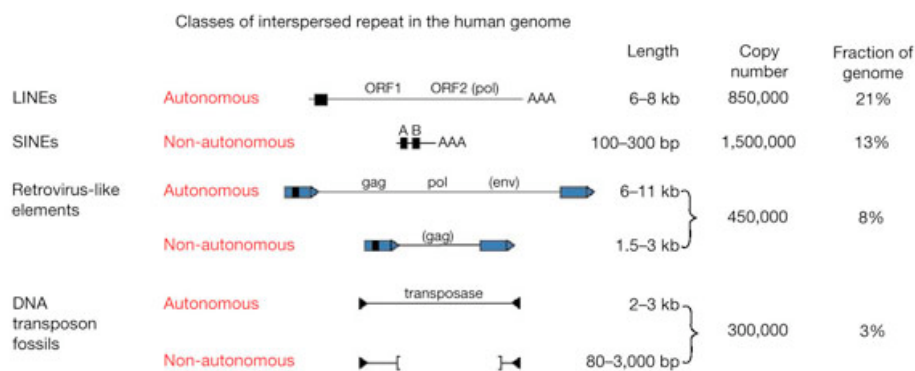 Classes of interspersed repeat in the human genome
Length Copy number Fraction of genome
LINEs Autonomous ORF1 ORF2 (pol) AAA 6–8 kb 850,000 21%
SINEs Non-autonomous A B AAA 100–300 bp 1,500,000 13%
Retrovirus-like elements Autonomous gag pol (env) 6–11 kb
450,000 8%
Non-autonomous (gag) 1.5–3 kb
DNA transposon fossils Autonomous transposase 2–3 kb
300,000 3%
Non-autonomous 80–3,000 bp